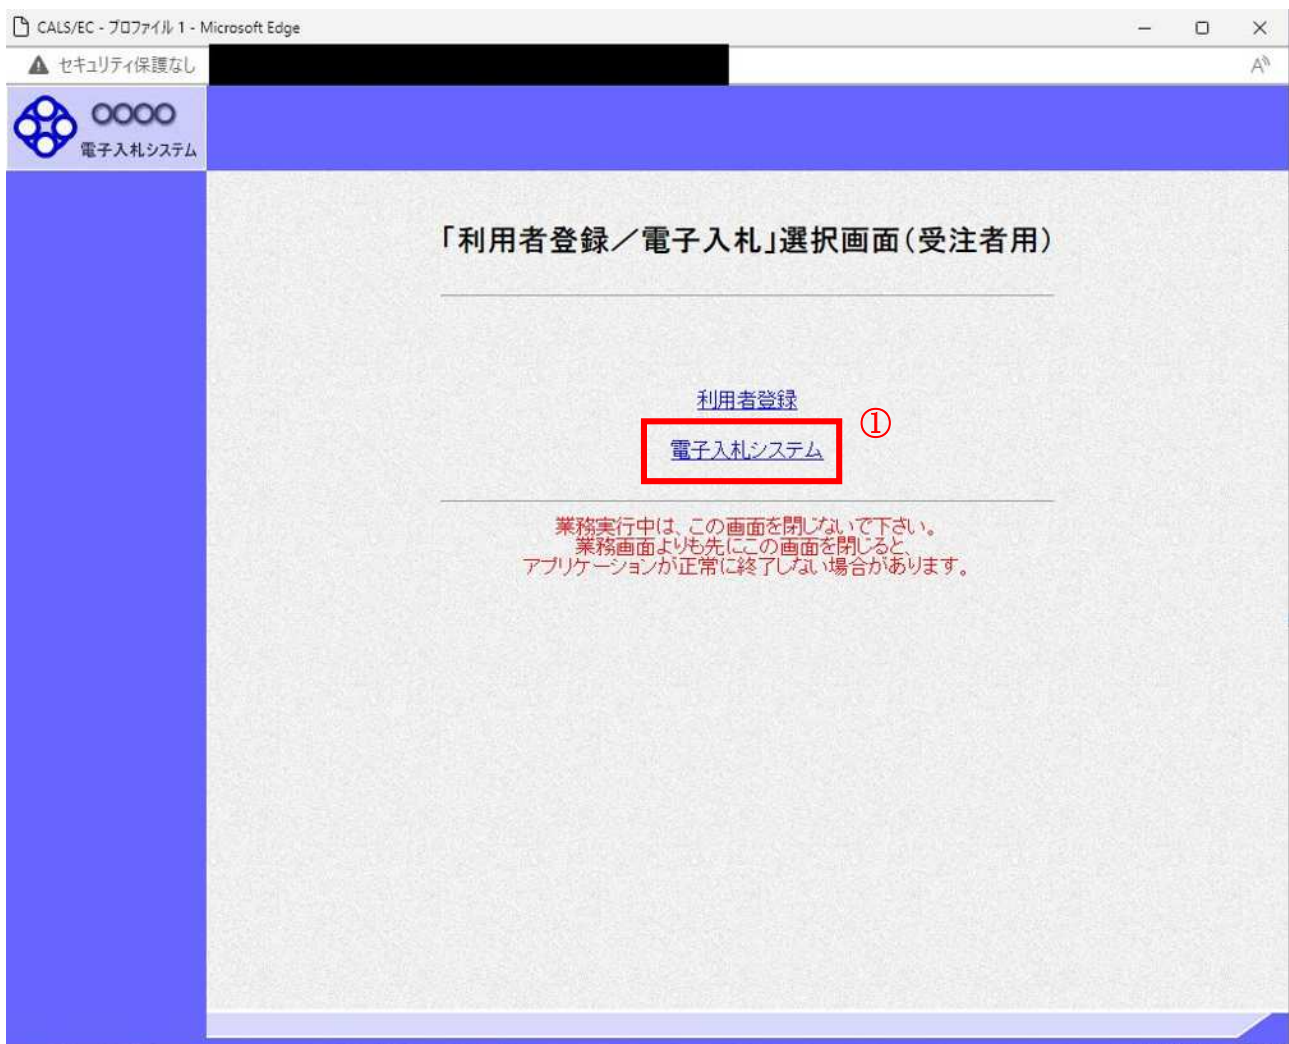 CALS/EC - プロファイル 1 - Microsoft Edge
セキュリティ保護なし
○○○○
電子入札システム
「利用者登録／電子入札」選択画面（受注者用）
利用者登録
①
電子入札システム
業務実行中は、この画面を閉じないで下さい。
業務画面よりも先にこの画面を閉じると、
アプリケーションが正常に終了しない場合があります。